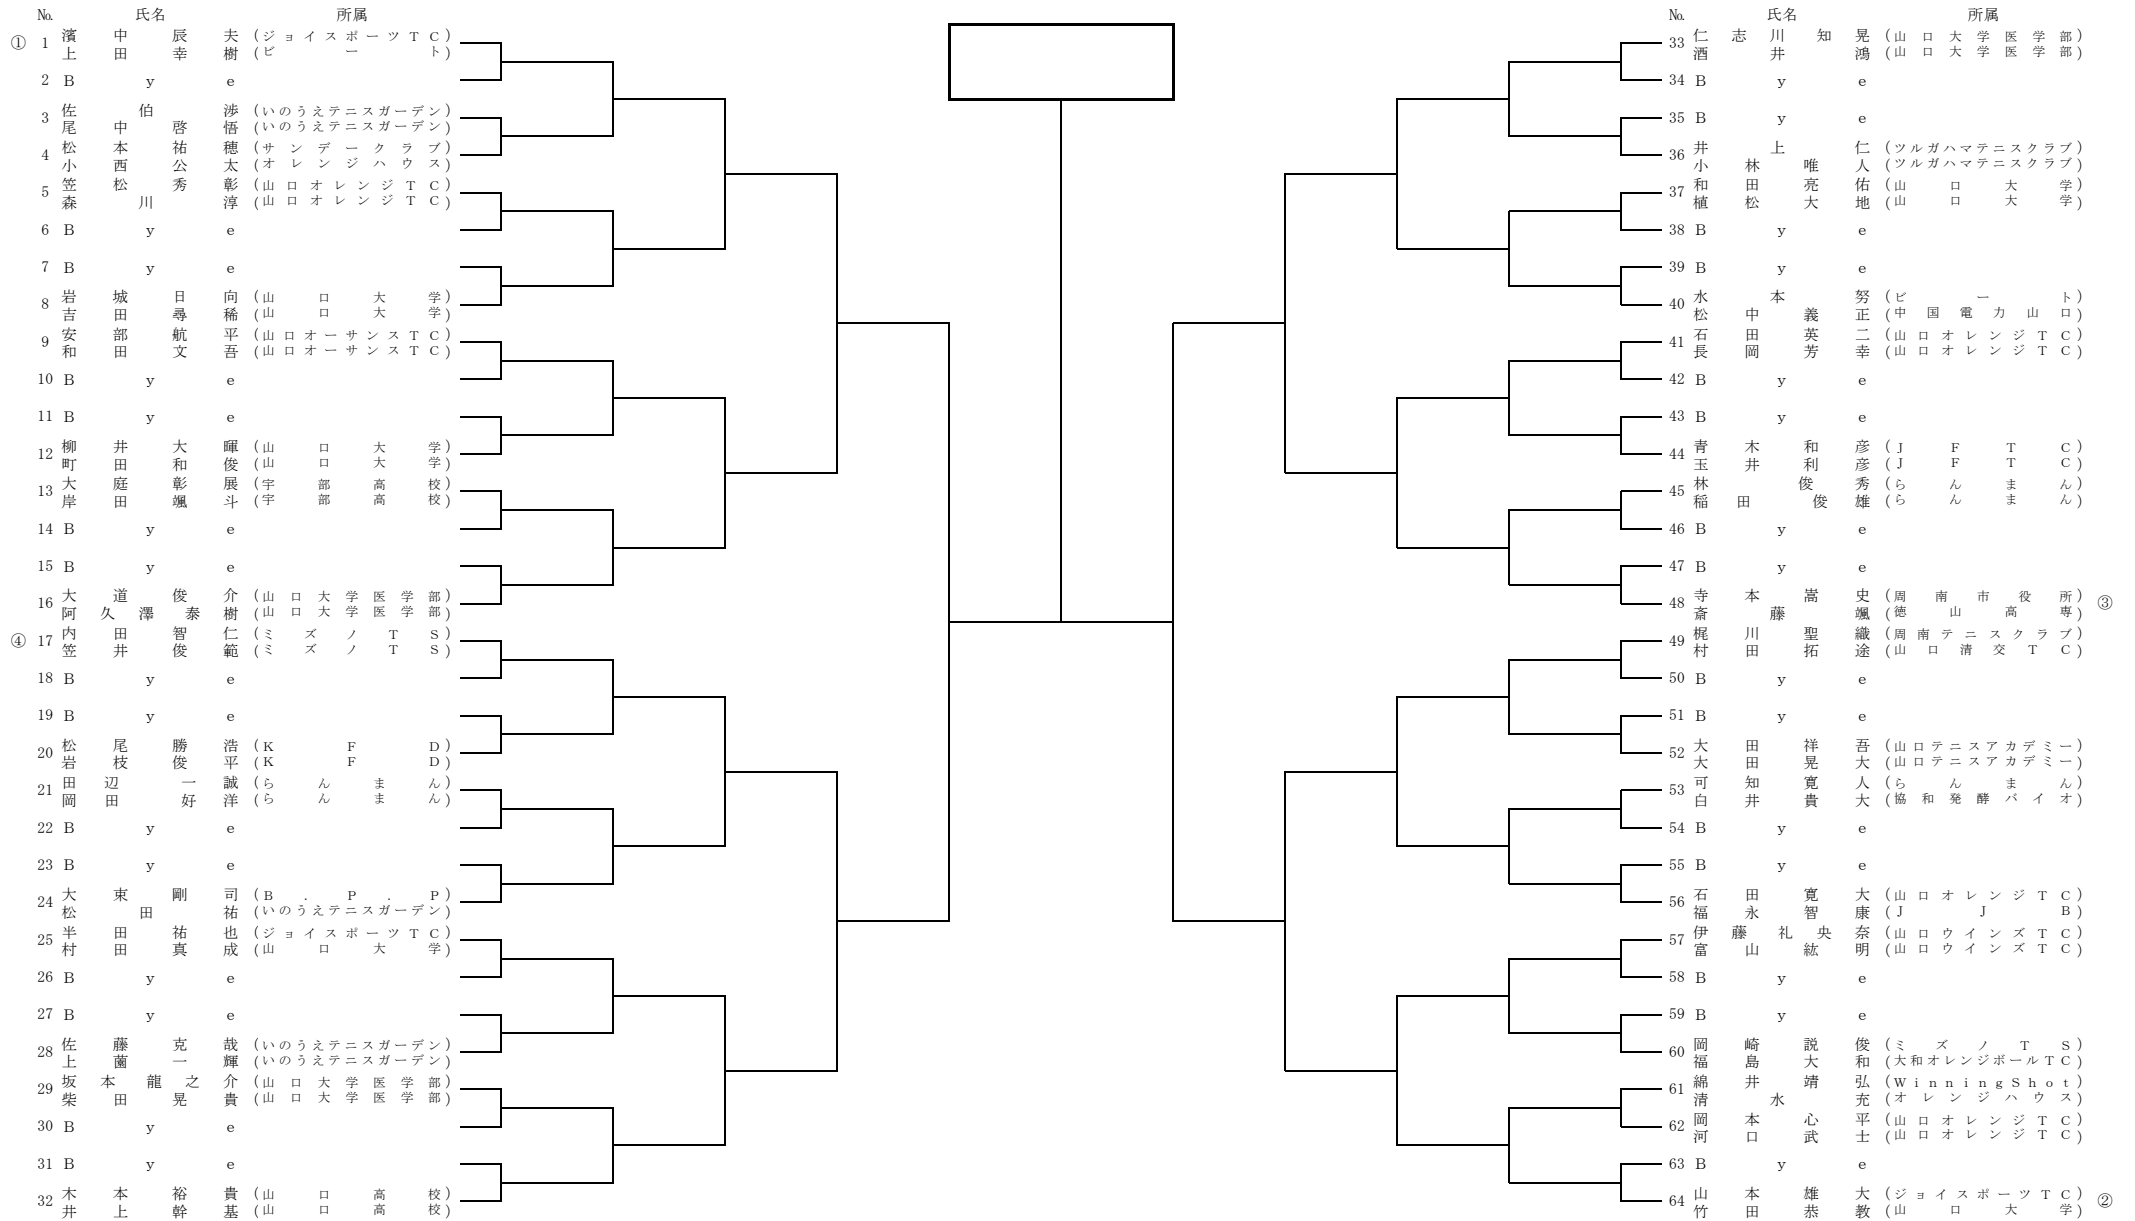 № 氏名 所属
① 1 濱中辰夫 (ジョイスポーツTC)
上田幸樹 (ビート)
2 Bye
3 佐伯渉 (いのうえテニスガーデン)
尾中啓悟 (いのうえテニスガーデン)
4 松本祐穂 (サンデークラブ)
小西公太 (オレンジハウス)
5 笠松秀彰 (山口オレンジTC)
森川淳 (山口オレンジTC)
6 Bye
7 Bye
8 岩城日向 (山口大学)
吉田尋稀 (山口大学)
9 安部航平 (山口オーサンスTC)
和田文吾 (山口オーサンスTC)
10 Bye
11 Bye
12 柳井大暉 (山口大学)
町田和俊 (山口大学)
13 大庭彰展 (宇部高校)
岸田颯斗 (宇部高校)
14 Bye
15 Bye
16 大道俊介 (山口大学医学部)
阿久澤泰樹 (山口大学医学部)
④ 17 内田智仁 (ミズノTS)
笠井俊範 (ミズノTS)
18 Bye
19 Bye
20 松尾勝浩 (KFD)
岩枝俊平 (KFD)
21 田辺一誠 (らんまん)
岡田好洋 (らんまん)
22 Bye
23 Bye
24 大束剛司 (B.P.P)
松田祐 (いのうえテニスガーデン)
25 半田祐也 (ジョイスポーツTC)
村田真成 (山口大学)
26 Bye
27 Bye
28 佐藤克哉 (いのうえテニスガーデン)
上薗一輝 (いのうえテニスガーデン)
29 坂本龍之介 (山口大学医学部)
柴田晃貴 (山口大学医学部)
30 Bye
31 Bye
32 木本裕貴 (山口高校)
井上幹基 (山口高校)
№ 氏名 所属
33 仁志川知晃 (山口大学医学部)
酒井鴻 (山口大学医学部)
34 Bye
35 Bye
36 井上仁 (ツルガハマテニスクラブ)
小林唯人 (ツルガハマテニスクラブ)
37 和田亮佑 (山口大学)
植松大地 (山口大学)
38 Bye
39 Bye
40 水本努 (ビート)
松中義正 (中国電力山口)
41 石田英二 (山口オレンジTC)
長岡芳幸 (山口オレンジTC)
42 Bye
43 Bye
44 青木和彦 (JFTC)
玉井利彦 (JFTC)
45 林俊秀 (らんまん)
稲田俊雄 (らんまん)
46 Bye
47 Bye
48 寺本嵩史 (周南市役所) ③
斎藤颯 (徳山高専)
49 梶川聖織 (周南テニスクラブ)
村田拓途 (山口清交TC)
50 Bye
51 Bye
52 大田祥吾 (山口テニスアカデミー)
大田晃大 (山口テニスアカデミー)
53 可知寛人 (らんまん)
白井貴大 (協和発酵バイオ)
54 Bye
55 Bye
56 石田寛大 (山口オレンジTC)
福永智康 (JJB)
57 伊藤礼央奈 (山口ウインズTC)
富山紘明 (山口ウインズTC)
58 Bye
59 Bye
60 岡崎説俊 (ミズノTS)
福島大和 (大和オレンジボールTC)
61 綿井靖弘 (WinningShot)
清水充 (オレンジハウス)
62 岡本心平 (山口オレンジTC)
河口武士 (山口オレンジTC)
63 Bye
64 山本雄大 (ジョイスポーツTC) ②
竹田恭教 (山口大学)